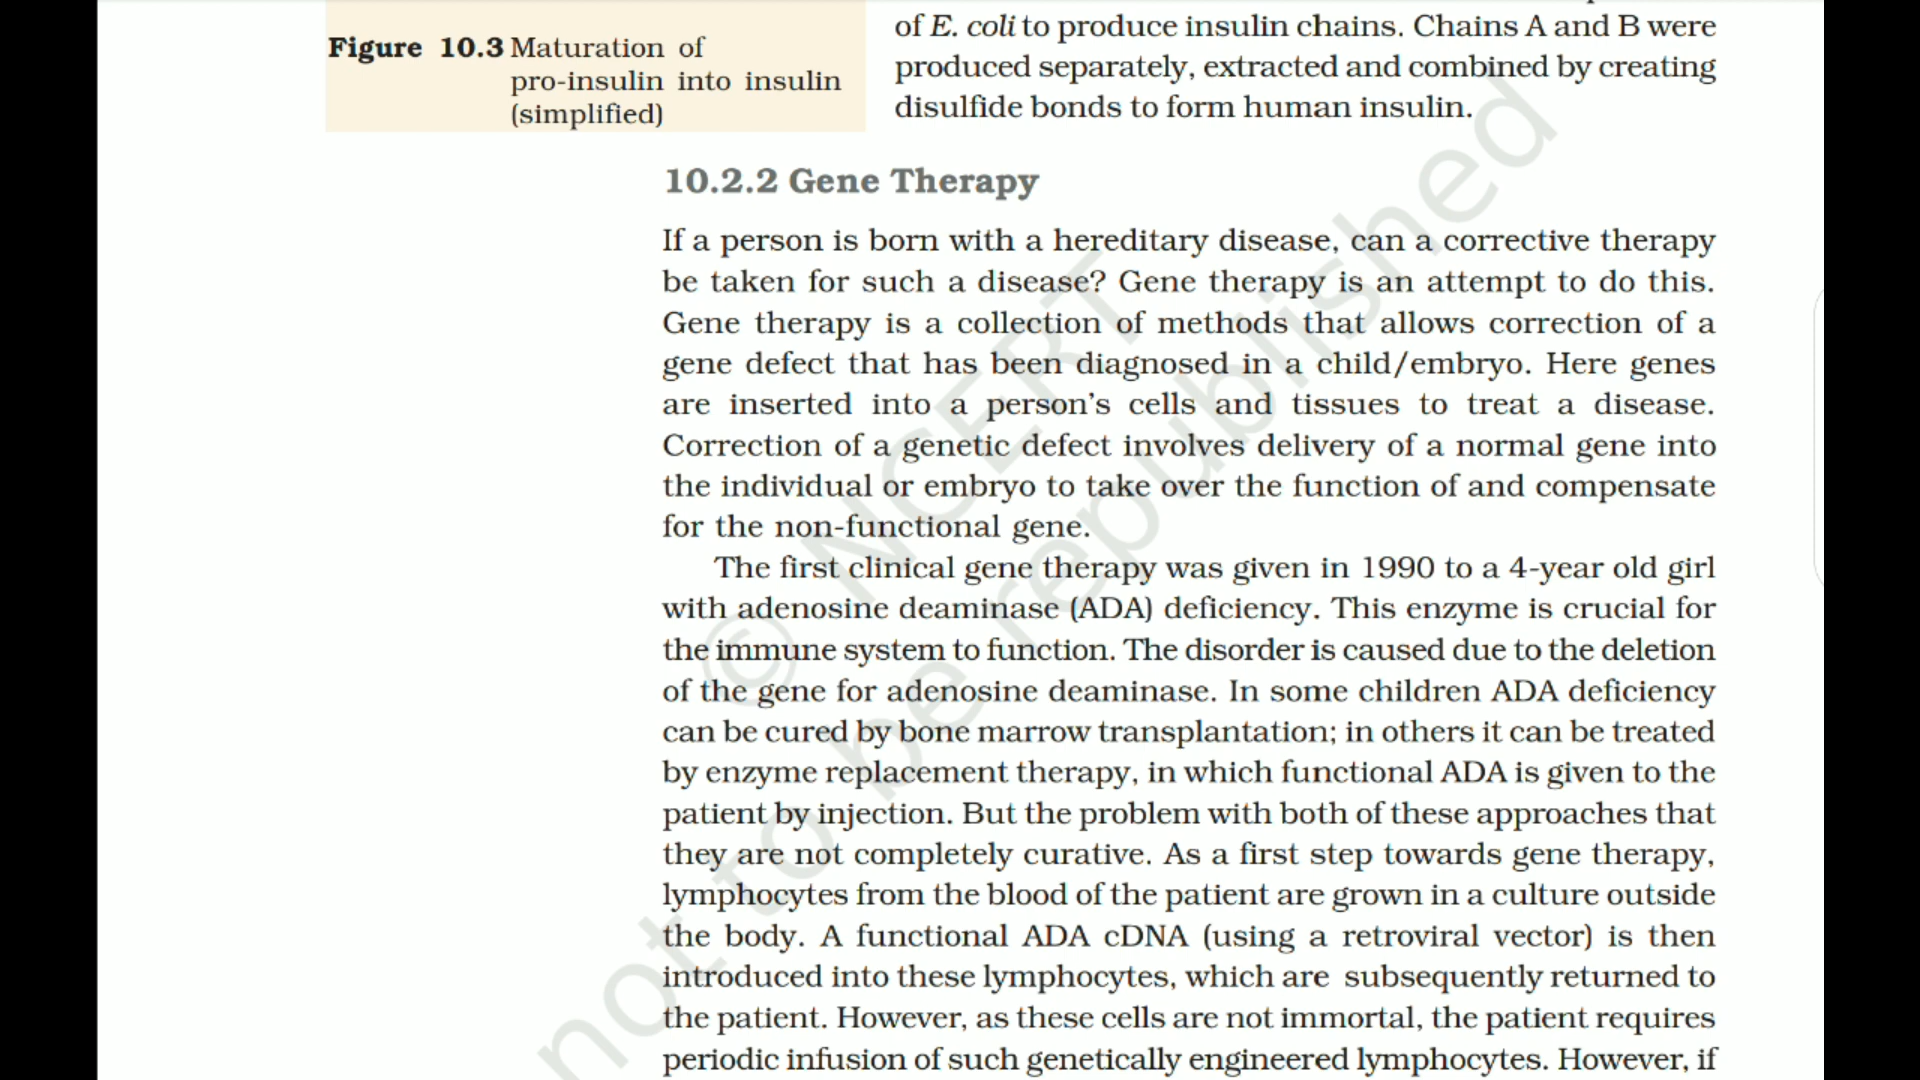 of E. coli to produce insulin chains. Chains A and B were
Figure 10.3 Maturation of
pro-insulin into insulin
(simplified)
produced separately, extracted and combined by creating
disulfide bonds to form human insulin.
10.2.2 Gene Therapy
If a person is born with a hereditary disease, can a corrective therapy
be taken for such a disease? Gene therapy is an attempt to do this.
Gene therapy is a collection of methods that allows correction of a
gene defect that has been diagnosed in a child/embryo. Here genes
are inserted into a person’s cells and tissues to treat a disease.
Correction of a genetic defect involves delivery of a normal gene into
the individual or embryo to take over the function of and compensate
for the non-functional gene.
The first clinical gene therapy was given in 1990 to a 4-year old girl
with adenosine deaminase (ADA) deficiency. This enzyme is crucial for
the immune system to function. The disorder is caused due to the deletion
of the gene for adenosine deaminase. In some children ADA deficiency
can be cured by bone marrow transplantation; in others it can be treated
by enzyme replacement therapy, in which functional ADA is given to the
patient by injection. But the problem with both of these approaches that
they are not completely curative. As a first step towards gene therapy,
lymphocytes from the blood of the patient are grown in a culture outside
the body. A functional ADA cDNA (using a retroviral vector) is then
introduced into these lymphocytes, which are subsequently returned to
the patient. However, as these cells are not immortal, the patient requires
periodic infusion of such genetically engineered lymphocytes. However, if
© NCERT
not to be republished